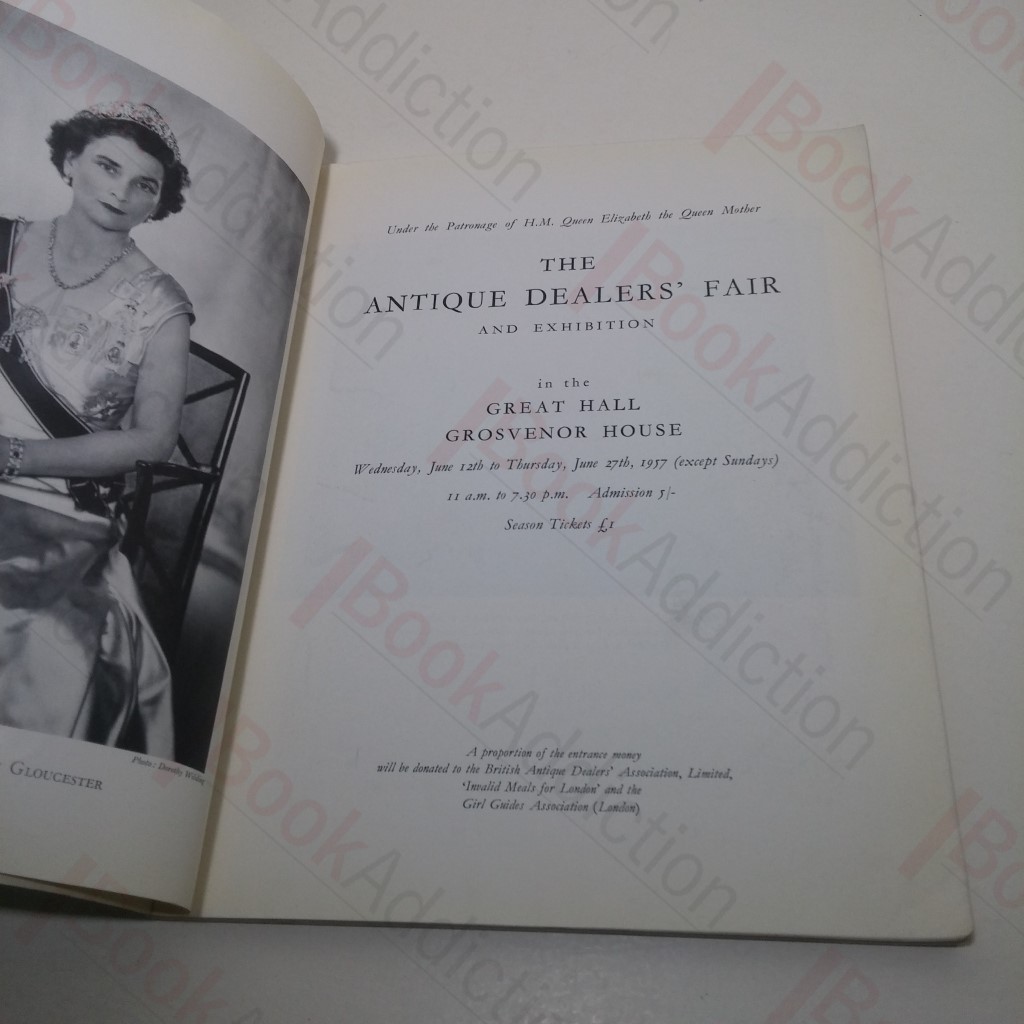 Photo: Dorothy Wilding
GLOUCESTER
Under the Patronage of H.M. Queen Elizabeth the Queen Mother
THE
ANTIQUE DEALERS' FAIR
AND EXHIBITION
in the
GREAT HALL
GROSVENOR HOUSE
Wednesday, June 12th to Thursday, June 27th, 1957 (except Sundays)
11 a.m. to 7.30 p.m. Admission 5/-
Season Tickets £1
A proportion of the entrance money
will be donated to the British Antique Dealers' Association, Limited,
'Invalid Meals for London' and the
Girl Guides Association (London)
BookAddiction